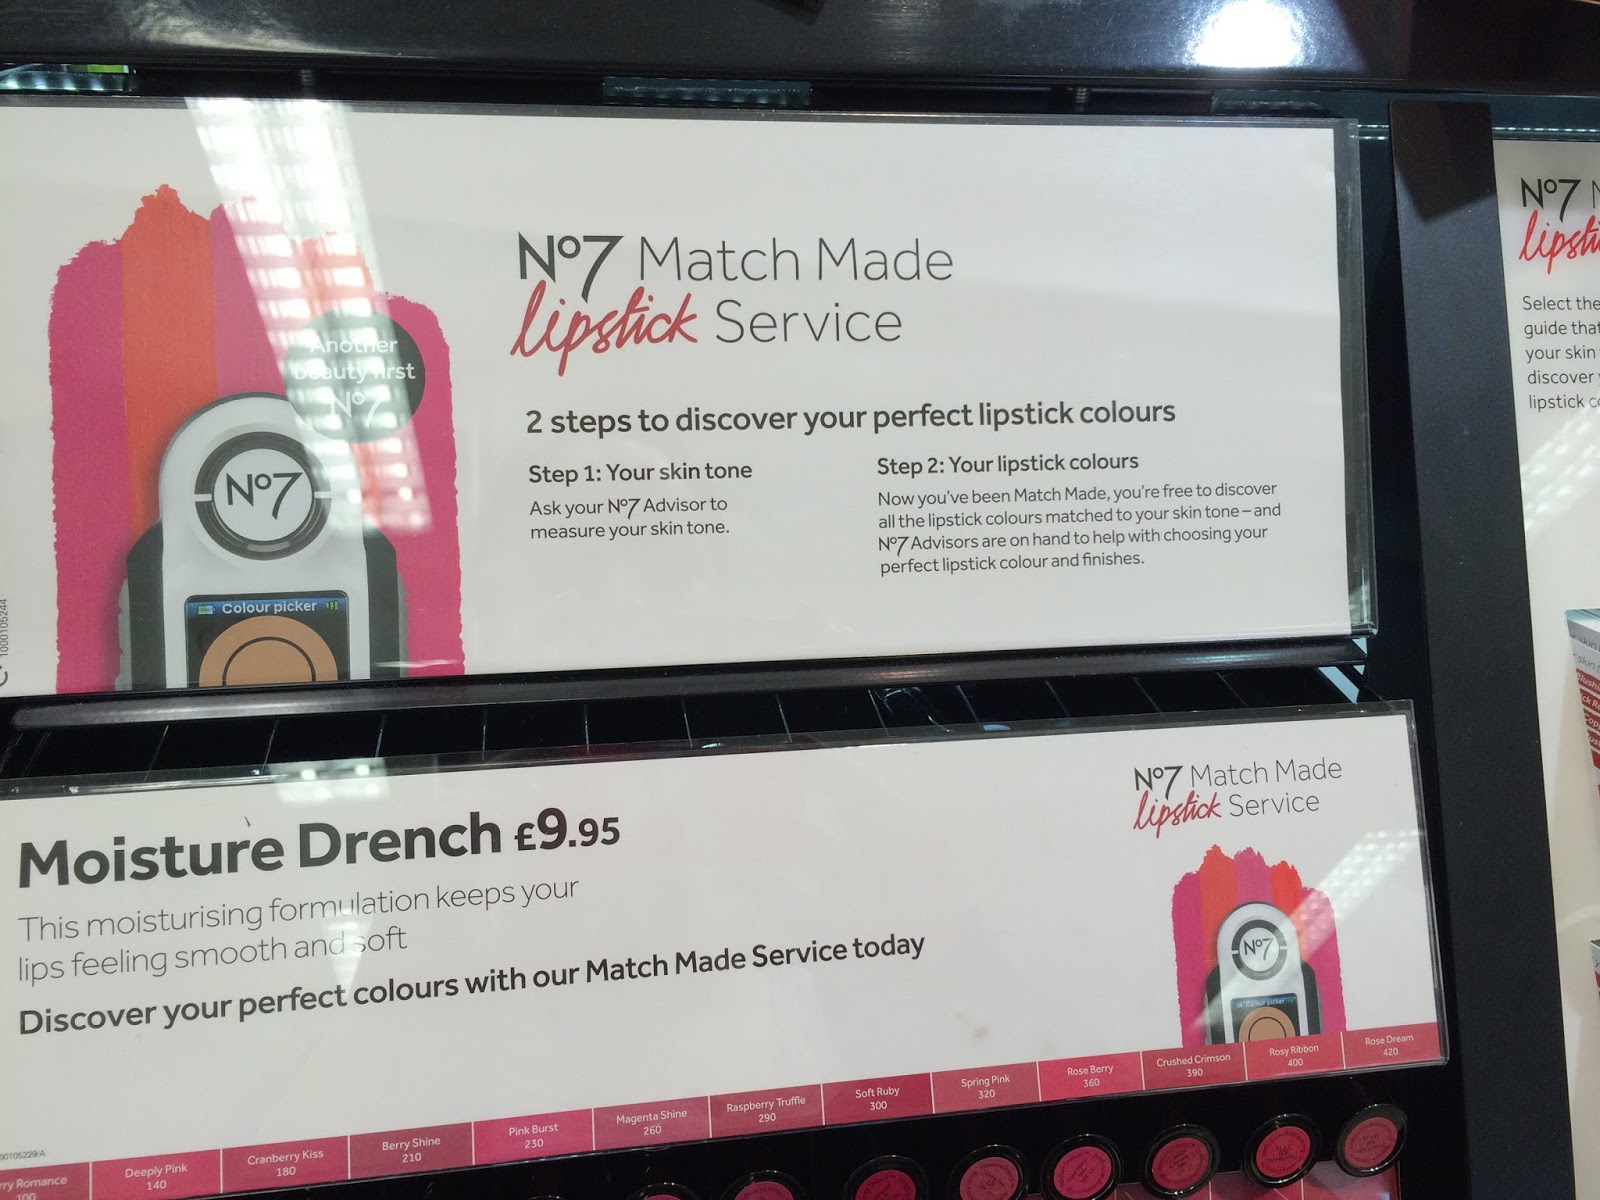 Nº7 Match Made
lipstick Service
Another
beauty first
Nº7
Nº7
Colour picker
1000105244
2 steps to discover your perfect lipstick colours
Step 1: Your skin tone
Ask your Nº7 Advisor to
measure your skin tone.
Step 2: Your lipstick colours
Now you've been Match Made, you're free to discover
all the lipstick colours matched to your skin tone – and
Nº7 Advisors are on hand to help with choosing your
perfect lipstick colour and finishes.
Nº7
Select the
guide that
your skin
discover
lipstick
Moisture Drench £9.95
This moisturising formulation keeps your
lips feeling smooth and soft
Discover your perfect colours with our Match Made Service today
Nº7 Match Made
lipstick Service
Nº7
Colour picker
Romance
100
Deeply Pink
140
Cranberry Kiss
180
Berry Shine
210
Pink Burst
230
Magenta Shine
260
Raspberry Truffle
290
Soft Ruby
300
Spring Pink
320
Rose Berry
360
Crushed Crimson
390
Rosy Ribbon
400
Rose Dream
420